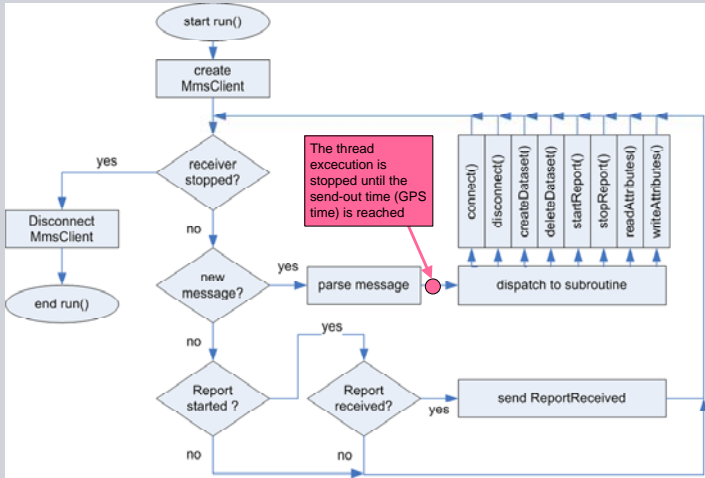 start run()
create
MmsClient
receiver
stopped?
yes
no
Disconnect
MmsClient
end run()
The thread
excecution is
stopped until the
send-out time (GPS
time) is reached
connect()
disconnect()
createDataset()
deleteDataset()
startReport()
stopReport()
readAttributes()
writeAttributes()
new
message?
yes
no
parse message
dispatch to subroutine
Report
started ?
yes
no
Report
received?
yes
no
send ReportReceived